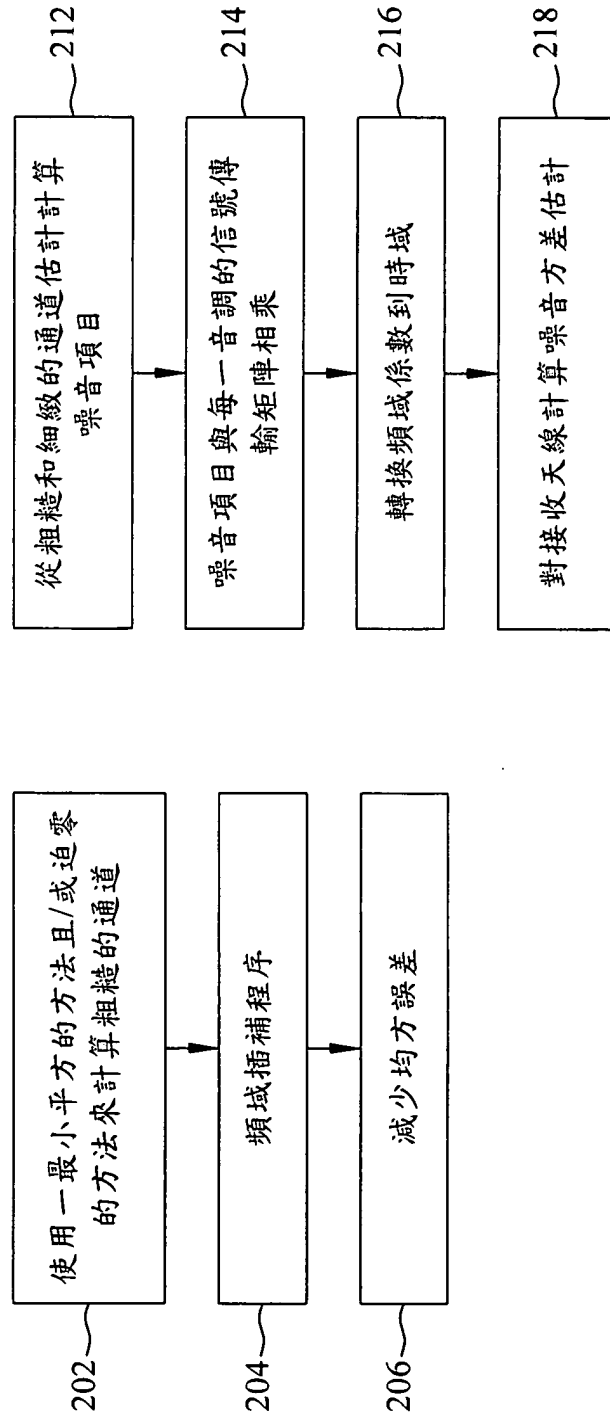 使用一最小平方的方法且/或迫零
的方法來計算粗糙的通道
202
頻域插補程序
204
減少均方誤差
206
從粗糙和細緻的通道估計計算
噪音項目
212
噪音項目與每一音調的信號傳
輸矩陣相乘
214
轉換頻域係數到時域
216
對接收天線計算噪音方差估計
218